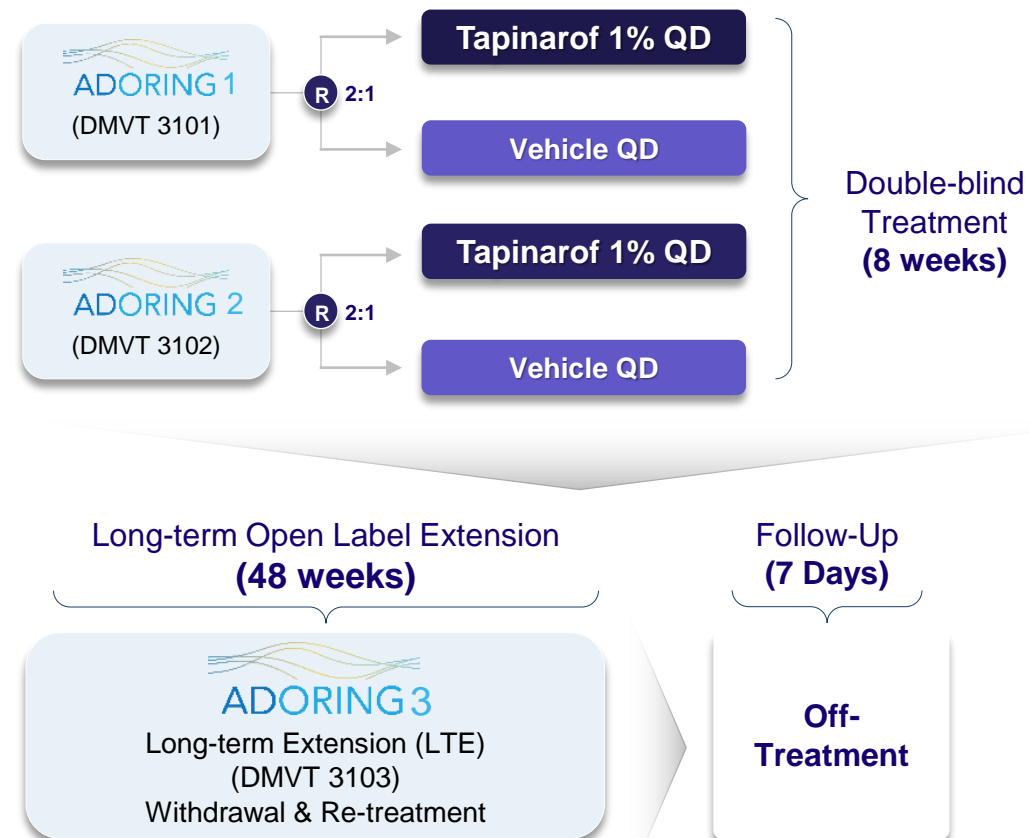 ADORING 1
(DMVT 3101)
R
2:1
Tapinarof 1% QD
Vehicle QD
ADORING 2
(DMVT 3102)
R
2:1
Tapinarof 1% QD
Vehicle QD
Double-blind
Treatment
(8 weeks)
Long-term Open Label Extension
(48 weeks)
ADORING 3
Long-term Extension (LTE)
(DMVT 3103)
Withdrawal & Re-treatment
Follow-Up
(7 Days)
Off-
Treatment